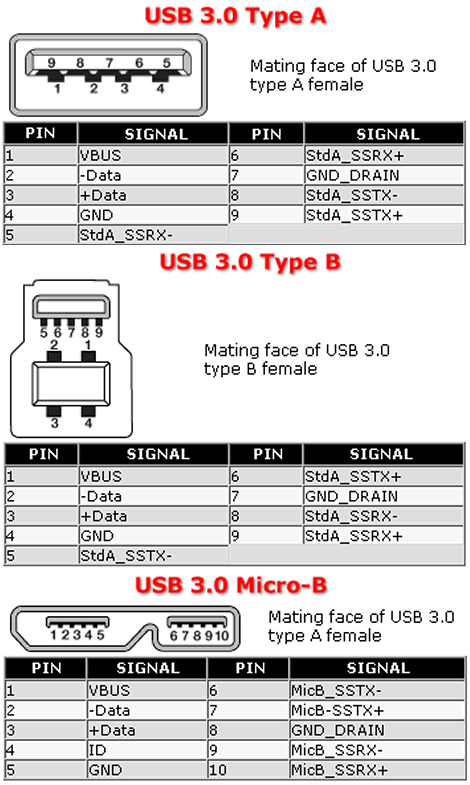 USB 3.0 Type A
9 8 7 6 5
1 2 3 4
Mating face of USB 3.0
type A female
PIN SIGNAL PIN SIGNAL
1 VBUS 6 StdA_SSRX+
2 -Data 7 GND_DRAIN
3 +Data 8 StdA_SSTX-
4 GND 9 StdA_SSTX+
5 StdA_SSRX-
USB 3.0 Type B
5 6 7 8 9
2 1
3 4
Mating face of USB 3.0
type B female
PIN SIGNAL PIN SIGNAL
1 VBUS 6 StdA_SSTX+
2 -Data 7 GND_DRAIN
3 +Data 8 StdA_SSRX-
4 GND 9 StdA_SSRX+
5 StdA_SSTX-
USB 3.0 Micro-B
1 2 3 4 5 6 7 8 9 10
Mating face of USB 3.0
type A female
PIN SIGNAL PIN SIGNAL
1 VBUS 6 MicB_SSTX-
2 -Data 7 MicB-SSTX+
3 +Data 8 GND_DRAIN
4 ID 9 MicB_SSRX-
5 GND 10 MicB_SSRX+